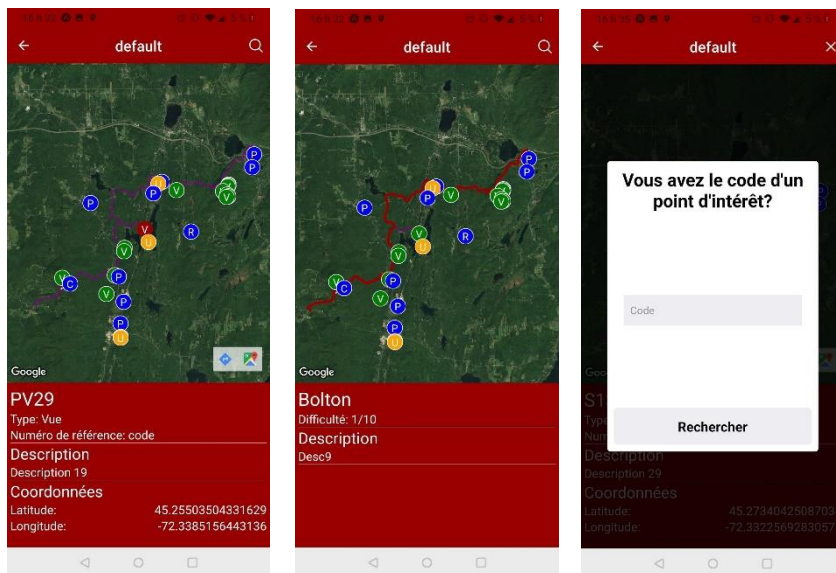 default
P
P
U
P
V
V
P
V
R
U
V
V
C
P
V
P
P
U
Google
PV29
Type: Vue
Numéro de référence: code
Description
Description 19
Coordonnées
Latitude: 45.25503504331629
Longitude: -72.3385156443136
default
P
P
U
P
V
V
P
R
U
V
V
C
P
V
P
P
U
Google
Bolton
Difficulté: 1/10
Description
Desc9
default
Vous avez le code d'un
point d'intérêt?
Code
Rechercher
Description
Description 29
Coordonnées
Latitude: 45.2734042508703
Longitude: -72.3322569283057